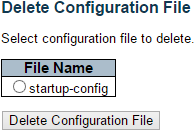 Delete Configuration File
Select configuration file to delete.
File Name
startup-config
Delete Configuration File